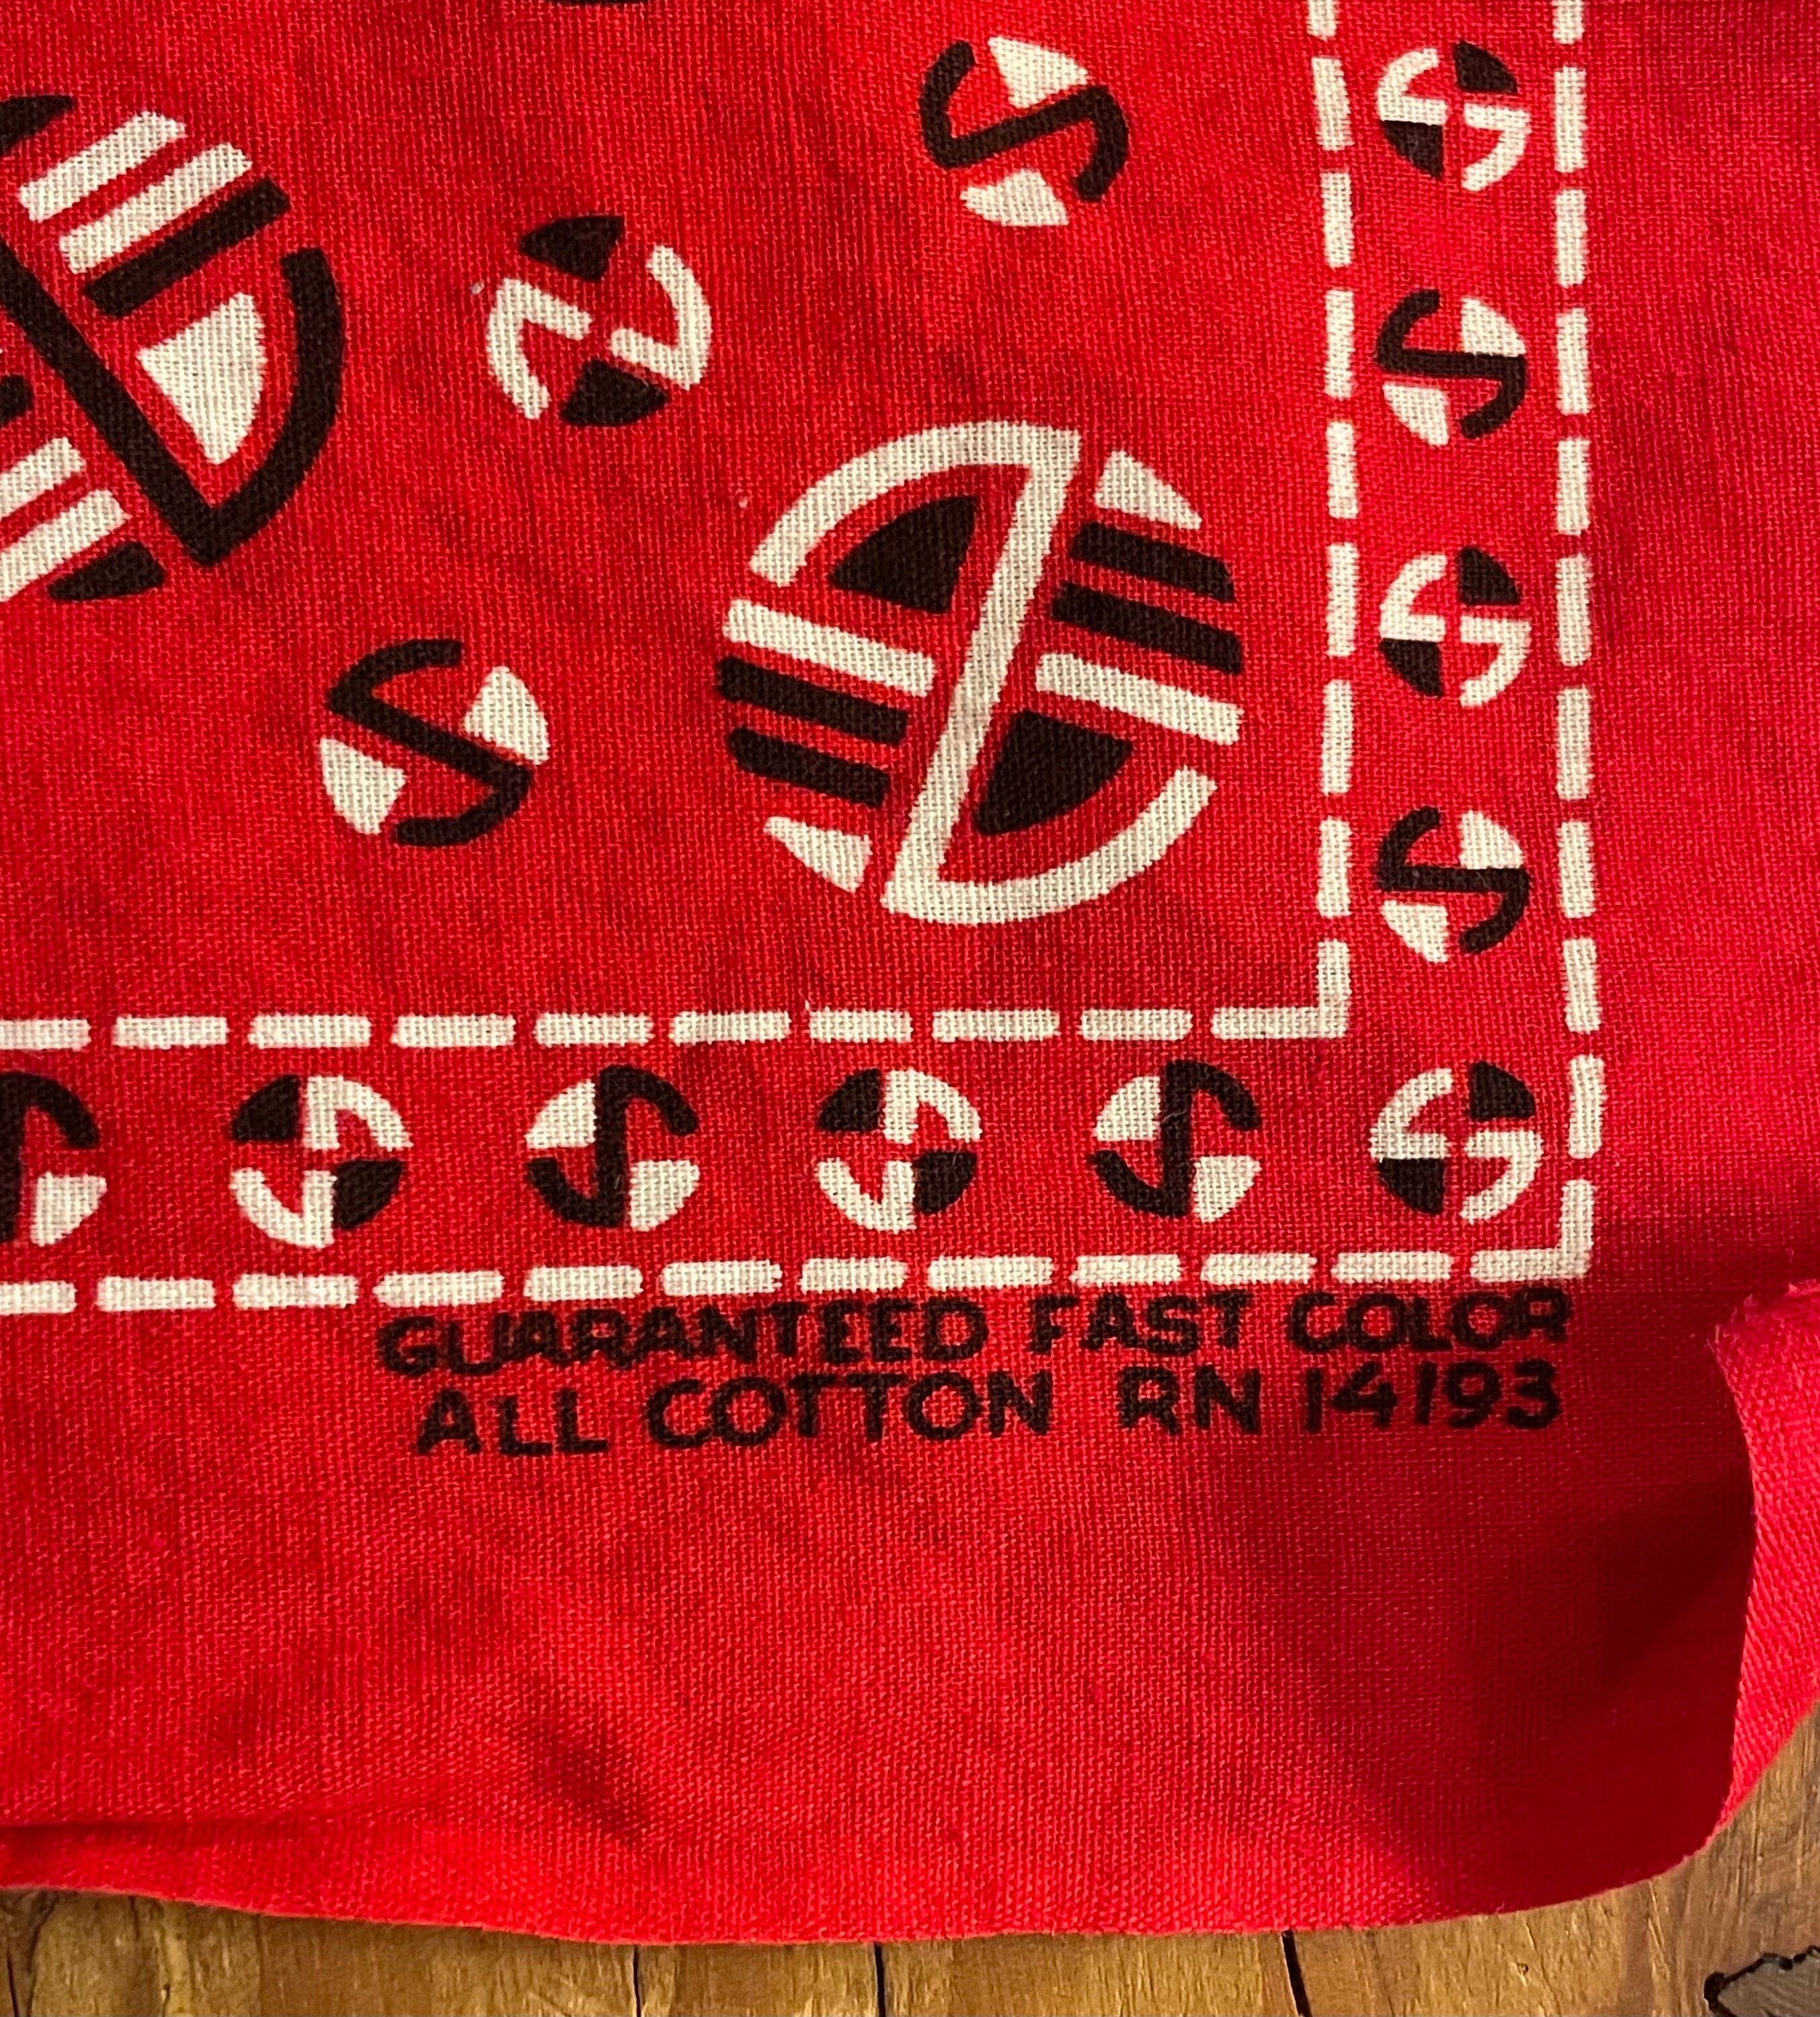 GUARANTEED FAST COLOR
ALL COTTON RN 14193